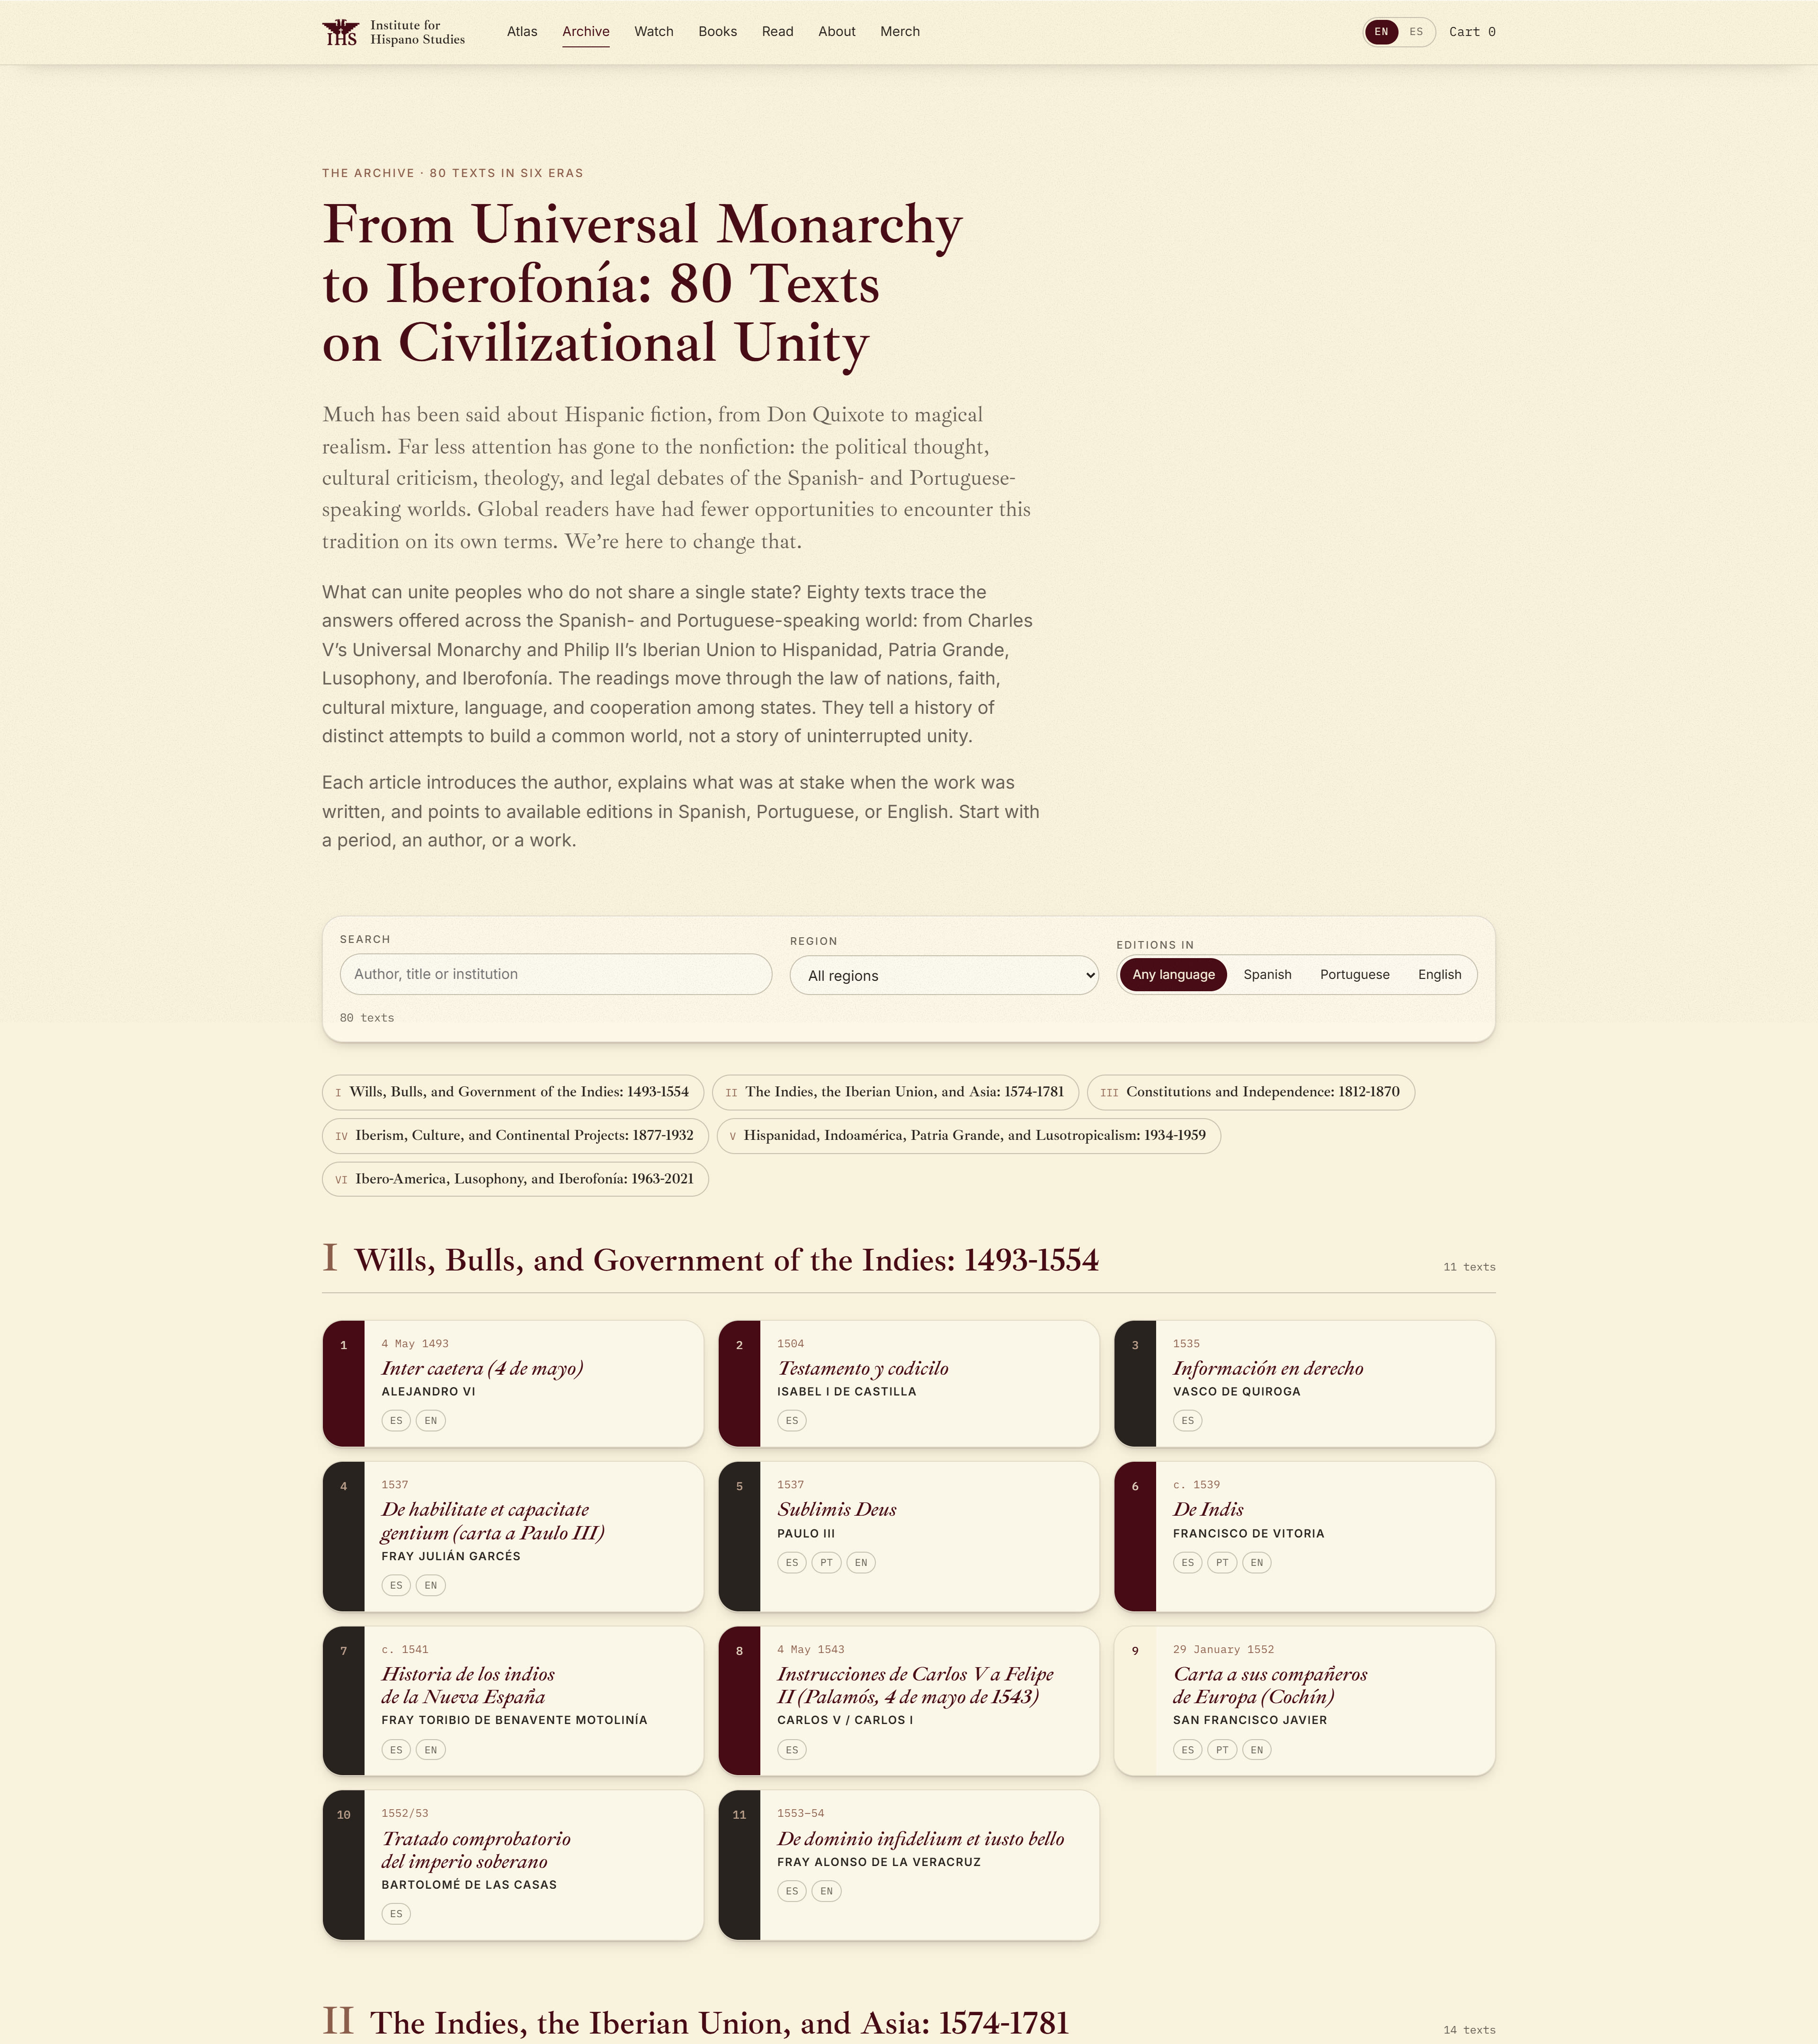 IHS
Institute for
Hispano Studies
Atlas
Archive
Watch
Books
Read
About
Merch
EN
ES
Cart 0
THE ARCHIVE · 80 TEXTS IN SIX ERAS
From Universal Monarchy
to Iberofonía: 80 Texts
on Civilizational Unity
Much has been said about Hispanic fiction, from Don Quixote to magical
realism. Far less attention has gone to the nonfiction: the political thought,
cultural criticism, theology, and legal debates of the Spanish- and Portuguese-
speaking worlds. Global readers have had fewer opportunities to encounter this
tradition on its own terms. We’re here to change that.
What can unite peoples who do not share a single state? Eighty texts trace the
answers offered across the Spanish- and Portuguese-speaking world: from Charles
V’s Universal Monarchy and Philip II’s Iberian Union to Hispanidad, Patria Grande,
Lusophony, and Iberofonía. The readings move through the law of nations, faith,
cultural mixture, language, and cooperation among states. They tell a history of
distinct attempts to build a common world, not a story of uninterrupted unity.
Each article introduces the author, explains what was at stake when the work was
written, and points to available editions in Spanish, Portuguese, or English. Start with
a period, an author, or a work.
SEARCH
Author, title or institution
REGION
All regions
EDITIONS IN
Any language
Spanish
Portuguese
English
80 texts
I Wills, Bulls, and Government of the Indies: 1493-1554
II The Indies, the Iberian Union, and Asia: 1574-1781
III Constitutions and Independence: 1812-1870
IV Iberism, Culture, and Continental Projects: 1877-1932
V Hispanidad, Indoamérica, Patria Grande, and Lusotropicalism: 1934-1959
VI Ibero-America, Lusophony, and Iberofonía: 1963-2021
I Wills, Bulls, and Government of the Indies: 1493-1554
11 texts
1
4 May 1493
Inter caetera (4 de mayo)
ALEJANDRO VI
ES EN
2
1504
Testamento y codicilo
ISABEL I DE CASTILLA
ES
3
1535
Información en derecho
VASCO DE QUIROGA
ES
4
1537
De habilitate et capacitate
gentium (carta a Paulo III)
FRAY JULIÁN GARCÉS
ES EN
5
1537
Sublimis Deus
PAULO III
ES PT EN
6
c. 1539
De Indis
FRANCISCO DE VITORIA
ES PT EN
7
c. 1541
Historia de los indios
de la Nueva España
FRAY TORIBIO DE BENAVENTE MOTOLINÍA
ES EN
8
4 May 1543
Instrucciones de Carlos V a Felipe
II (Palamós, 4 de mayo de 1543)
CARLOS V / CARLOS I
ES
9
29 January 1552
Carta a sus compañeros
de Europa (Cochín)
SAN FRANCISCO JAVIER
ES PT EN
10
1552/53
Tratado comprobatorio
del imperio soberano
BARTOLOMÉ DE LAS CASAS
ES
11
1553–54
De dominio infidelium et iusto bello
FRAY ALONSO DE LA VERACRUZ
ES EN
II The Indies, the Iberian Union, and Asia: 1574-1781
14 texts